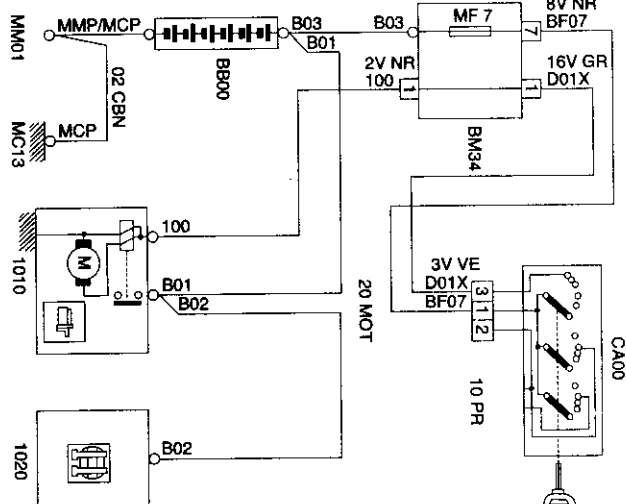 8V NR
BF07
MF 7
7
B03
B03
B01
MMP/MCP
MM01
02 CBN
BB00
2V NR
100
1
1
16V GR
D01X
BM34
MCP
MC13
100
M
1010
B01
B02
20 MOT
3V VE
D01X
BF07
3
1
2
10 PR
CA00
B02
1020